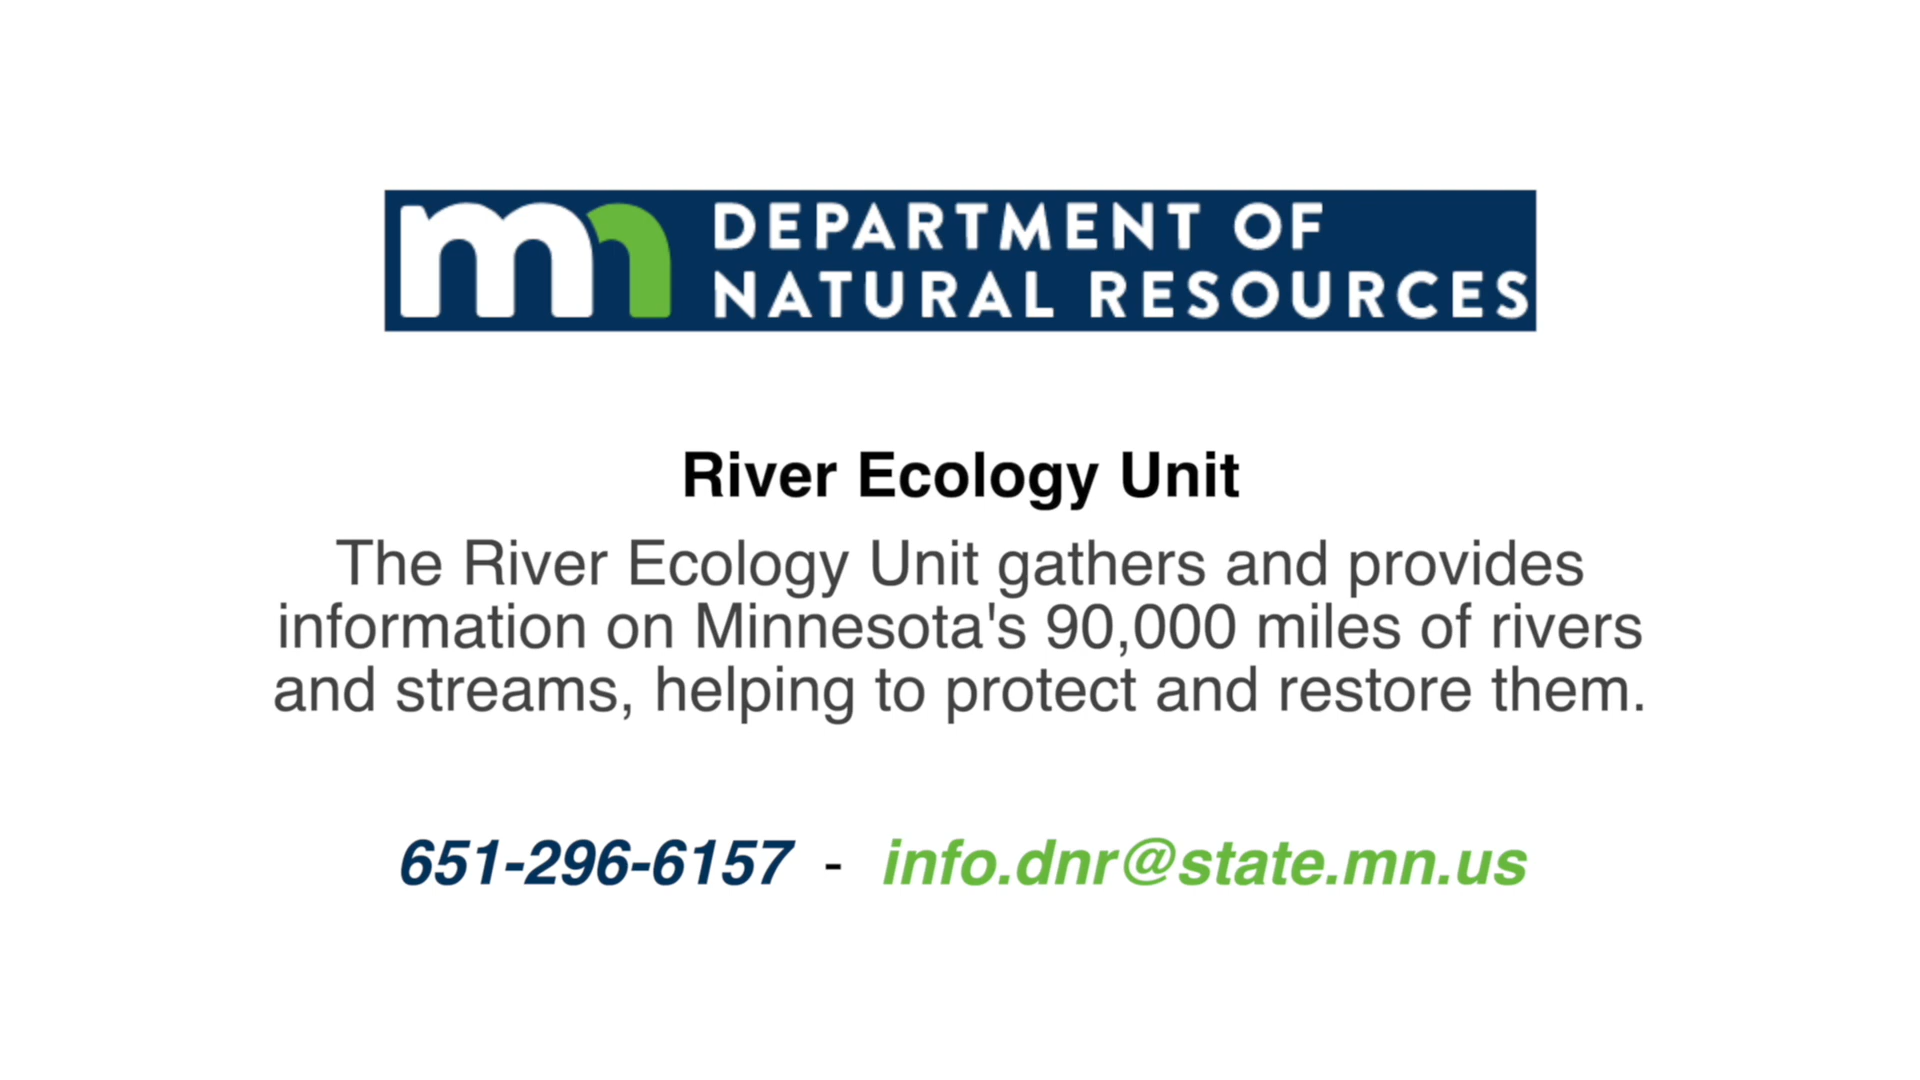 mn DEPARTMENT OF
NATURAL RESOURCES
River Ecology Unit
The River Ecology Unit gathers and provides
information on Minnesota's 90,000 miles of rivers
and streams, helping to protect and restore them.
651-296-6157 - info.dnr@state.mn.us